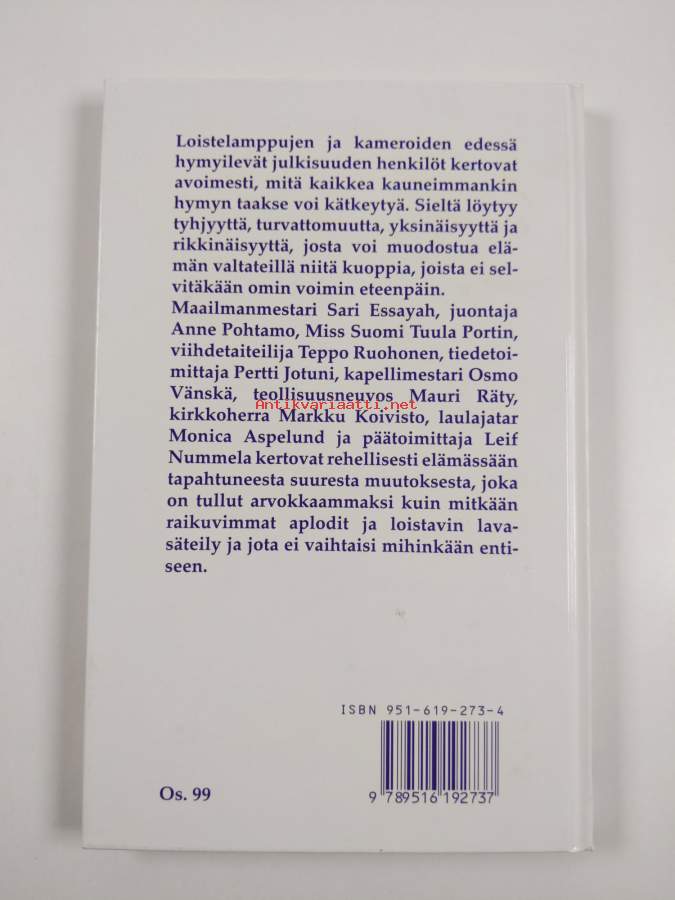 Loistelamppujen ja kameroiden edessä
hymyilevät julkisuuden henkilöt kertovat
avoimesti, mitä kaikkea kauneimmankin
hymyn taakse voi kätkeytyä. Sieltä löytyy
tyhjyyttä, turvattomuutta, yksinäisyyttä ja
rikkinäisyyttä, josta voi muodostua elä-
män valtateillä niitä kuoppia, joista ei sel-
vitäkään omin voimin eteenpäin.
Maailmanmestari Sari Essayah, juontaja
Anne Pohtamo, Miss Suomi Tuula Portin,
viihdetaiteilija Teppo Ruohonen, tiedetoi-
mittaja Pertti Jotuni, kapellimestari Osmo
Vänskä, teollisuusneuvos Mauri Räty,
Antikvariaatti.net
kirkkoherra Markku Koivisto, laulajatar
Monica Aspelund ja päätoimittaja Leif
Nummela kertovat rehellisesti elämässään
tapahtuneesta suuresta muutoksesta, joka
on tullut arvokkaammaksi kuin mitkään
raikuvimmat aplodit ja loistavin lava-
säteily ja jota ei vaihtaisi mihinkään enti-
seen.
ISBN 951-619-273-4
9 789516 192737
Os. 99